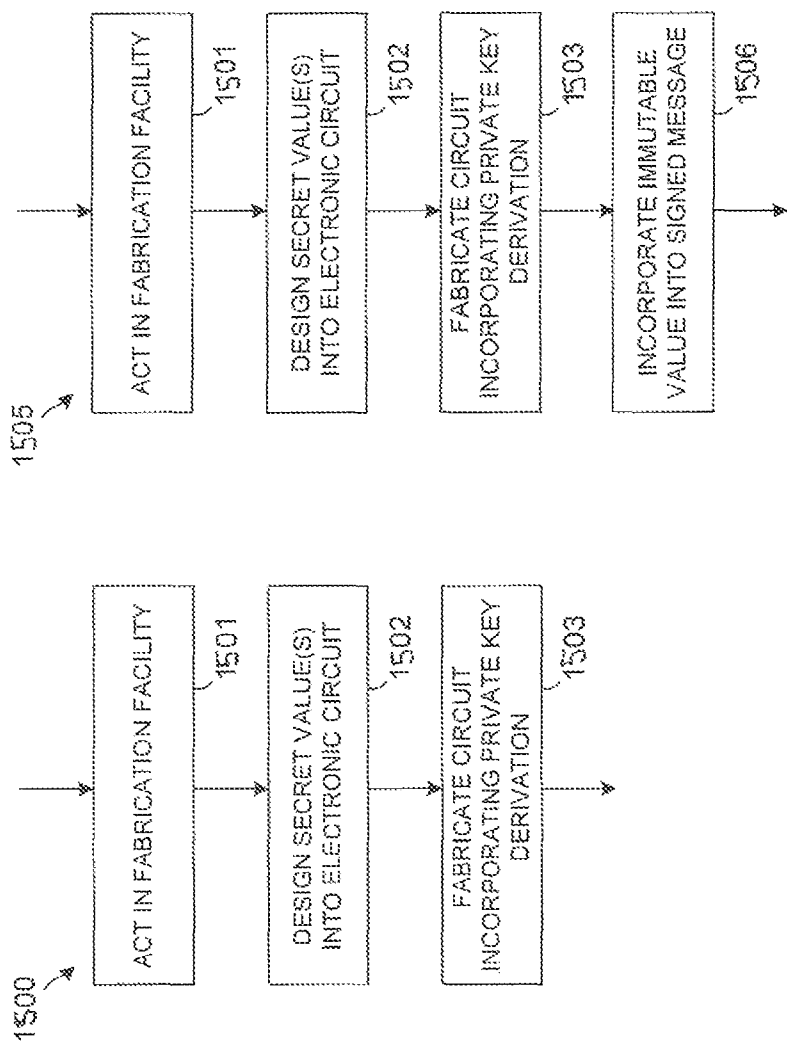 1500
ACT IN FABRICATION FACILITY
1501
DESIGN SECRET VALUE(S)
INTO ELECTRONIC CIRCUIT
1502
FABRICATE CIRCUIT
INCORPORATING PRIVATE KEY
DERIVATION
1503
1505
ACT IN FABRICATION FACILITY
1501
DESIGN SECRET VALUE(S)
INTO ELECTRONIC CIRCUIT
1502
FABRICATE CIRCUIT
INCORPORATING PRIVATE KEY
DERIVATION
1503
INCORPORATE IMMUTABLE
VALUE INTO SIGNED MESSAGE
1506